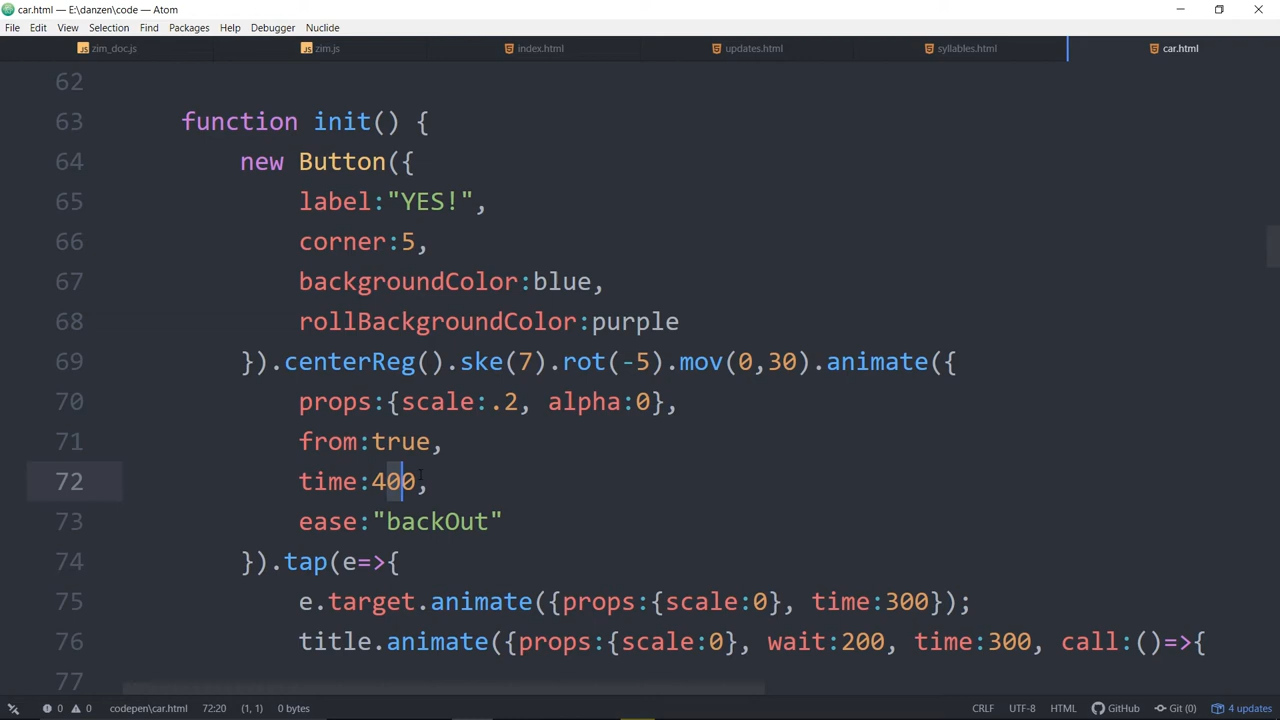 car.html — E:\danzen\code — Atom
File Edit View Selection Find Packages Help Debugger Nuclide
zim_doc.js zim.js index.html updates.html syllables.html car.html
62
63 function init() {
64 new Button({
65 label:"YES!",
66 corner:5,
67 backgroundColor:blue,
68 rollBackgroundColor:purple
69 }).centerReg().ske(7).rot(-5).mov(0,30).animate({
70 props:{scale:.2, alpha:0},
71 from:true,
72 time:400,
73 ease:"backOut"
74 }).tap(e=>{
75 e.target.animate({props:{scale:0}, time:300});
76 title.animate({props:{scale:0}, wait:200, time:300, call:()=>{
77
0 0 codepen\car.html 72:20 (1, 1) 0 bytes CRLF UTF-8 HTML GitHub Git (0) 4 updates